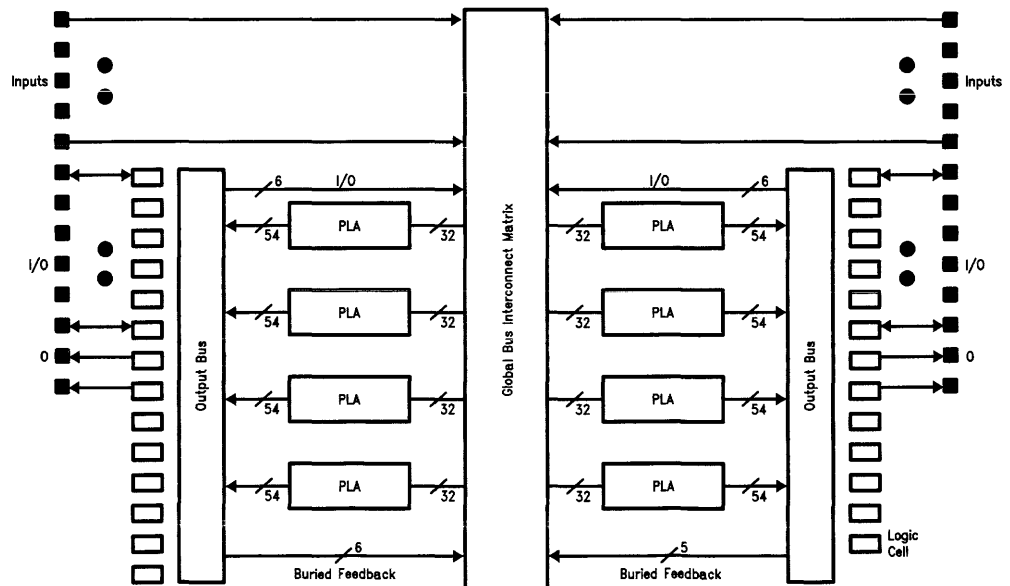 Inputs
Inputs
6 I/O
I/O 6
54 PLA 32
32 PLA 54
I/O
I/O
54 PLA 32
32 PLA 54
Global Bus Interconnect Matrix
O
O
Output Bus
Output Bus
54 PLA 32
32 PLA 54
54 PLA 32
32 PLA 54
Logic
Cell
6
5
Buried Feedback
Buried Feedback